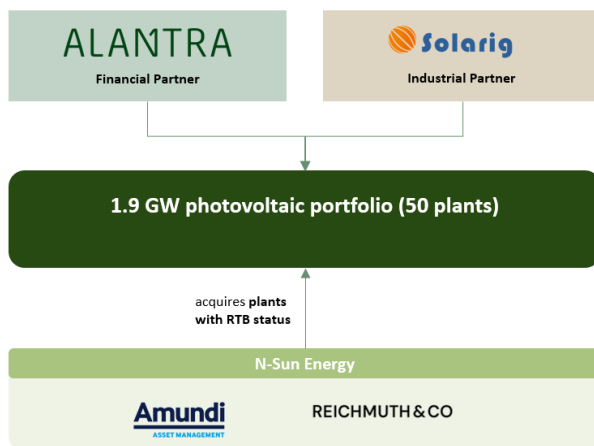 ALANTRA
Financial Partner
Solarig
Industrial Partner
1.9 GW photovoltaic portfolio (50 plants)
acquires plants
with RTB status
N-Sun Energy
Amundi
ASSET MANAGEMENT
REICHMUTH & CO